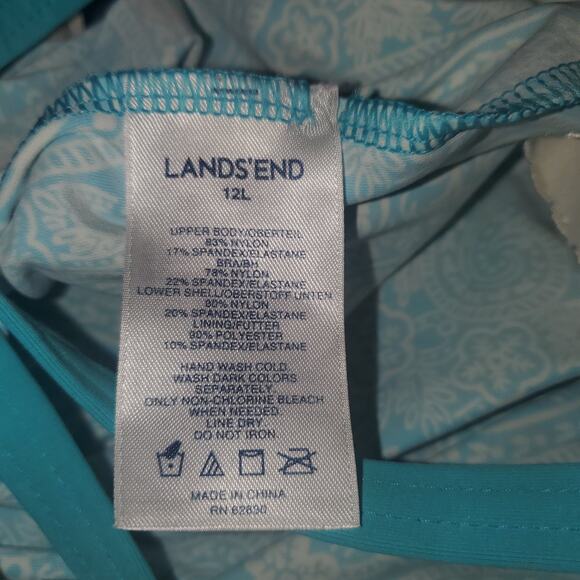 LANDS'END
12L
UPPER BODY/OBERTEIL
83% NYLON
17% SPANDEX/ELASTANE
BRA/BH
78% NYLON
22% SPANDEX/ELASTANE
LOWER SHELL/OBERSTOFF UNTEN
80% NYLON
20% SPANDEX/ELASTANE
LINING/FUTTER
90% POLYESTER
10% SPANDEX/ELASTANE
HAND WASH COLD
WASH DARK COLORS
SEPARATELY
ONLY NON-CHLORINE BLEACH
WHEN NEEDED
LINE DRY
DO NOT IRON
MADE IN CHINA
RN 62830